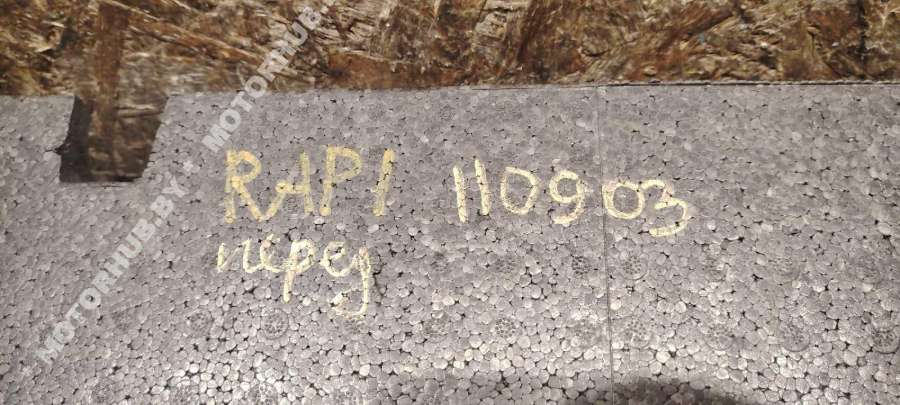 RAP1 110903
перед
MOTORHUB.BY - MOTORHUB.BY